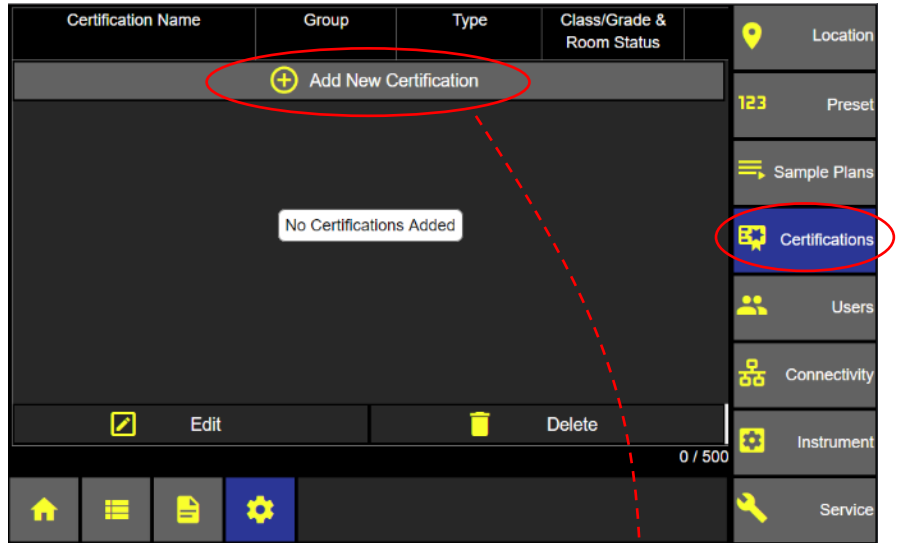 Certification Name Group Type Class/Grade &
Room Status
Add New Certification
No Certifications Added
Edit Delete
0 / 500
Location
123 Preset
Sample Plans
Certifications
Users
Connectivity
Instrument
Service